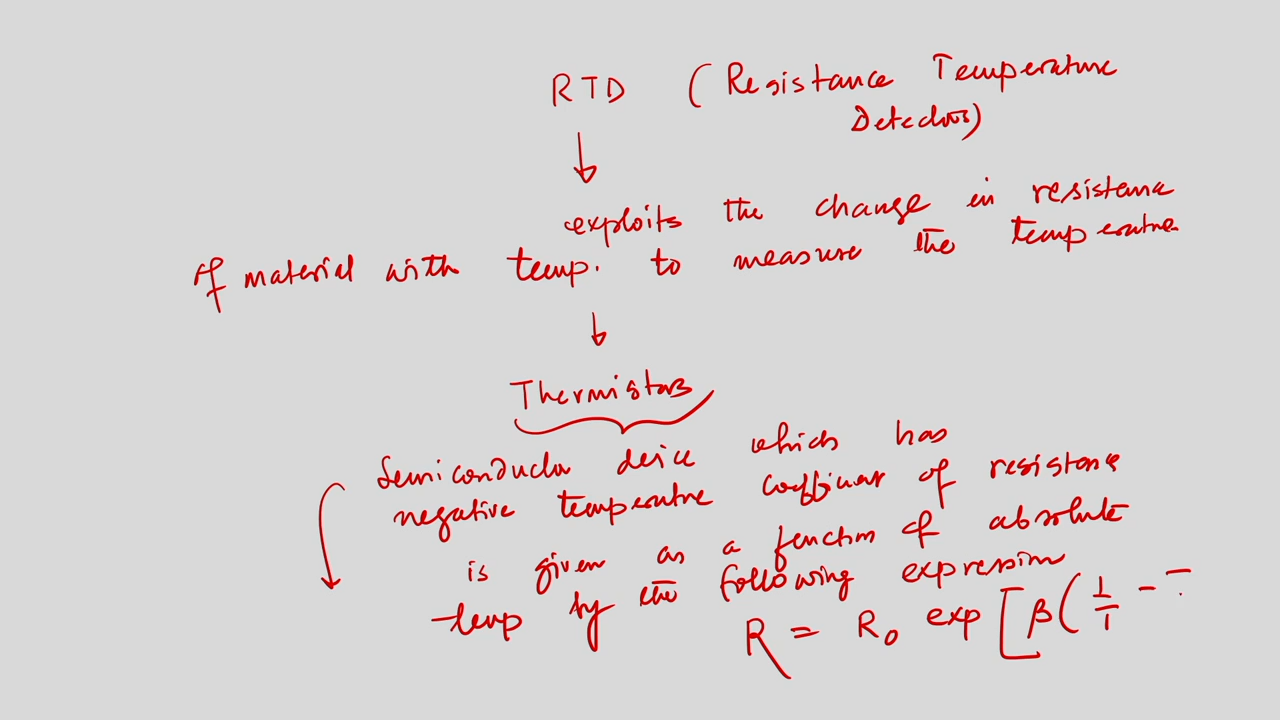 RTD (Resistance Temperature
Detectors)
exploits the change in resistance
of material with temp. to measure the temperature
Thermistors
Semiconductor device which has
negative temperature coefficient of resistance
is given as a function of absolute
temp by the following expression
R = R₀ exp [β(1/T -